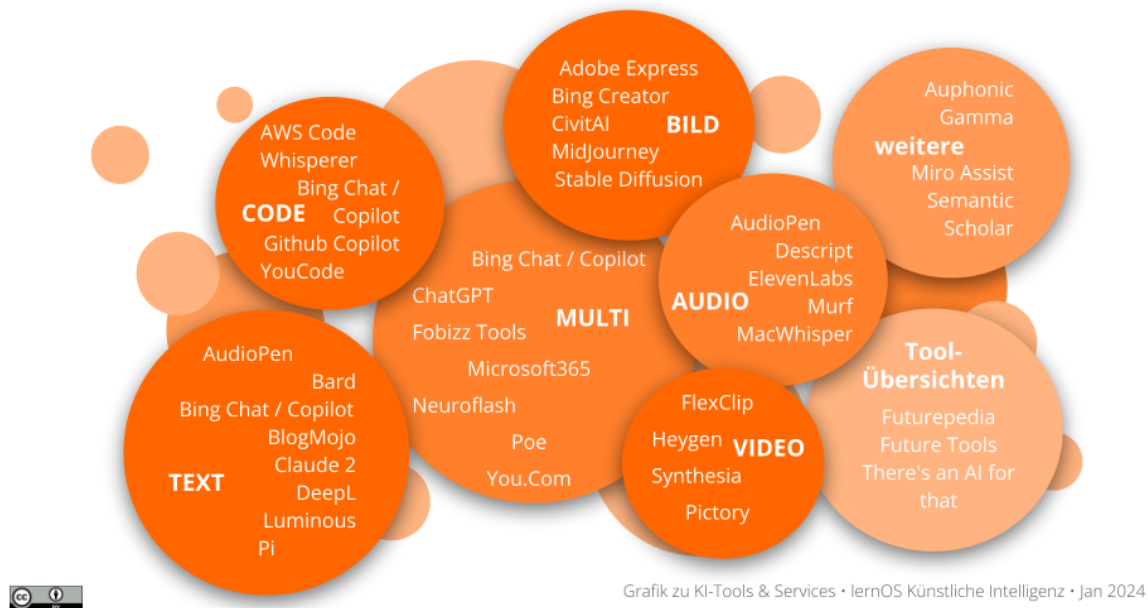 Adobe Express
Bing Creator
CivitAI
BILD
MidJourney
Stable Diffusion
Auphonic
Gamma
weitere
Miro Assist
Semantic
Scholar
AWS Code
Whisperer
Bing Chat /
CODE
Copilot
Github Copilot
YouCode
Bing Chat / Copilot
ChatGPT
MULTI
Fobizz Tools
Microsoft365
Neuroflash
Poe
You.Com
AudioPen
Descript
ElevenLabs
AUDIO
Murf
MacWhisper
AudioPen
Bard
Bing Chat / Copilot
BlogMojo
Claude 2
TEXT
DeepL
Luminous
Pi
FlexClip
Heygen
VIDEO
Synthesia
Pictory
Tool-
Übersichten
Futurepedia
Future Tools
There's an AI for
that
cc
BY
Grafik zu KI-Tools & Services • lernOS Künstliche Intelligenz • Jan 2024